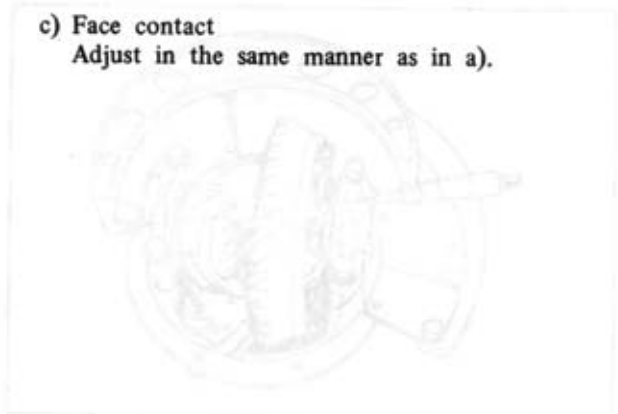 c) Face contact
Adjust in the same manner as in a).